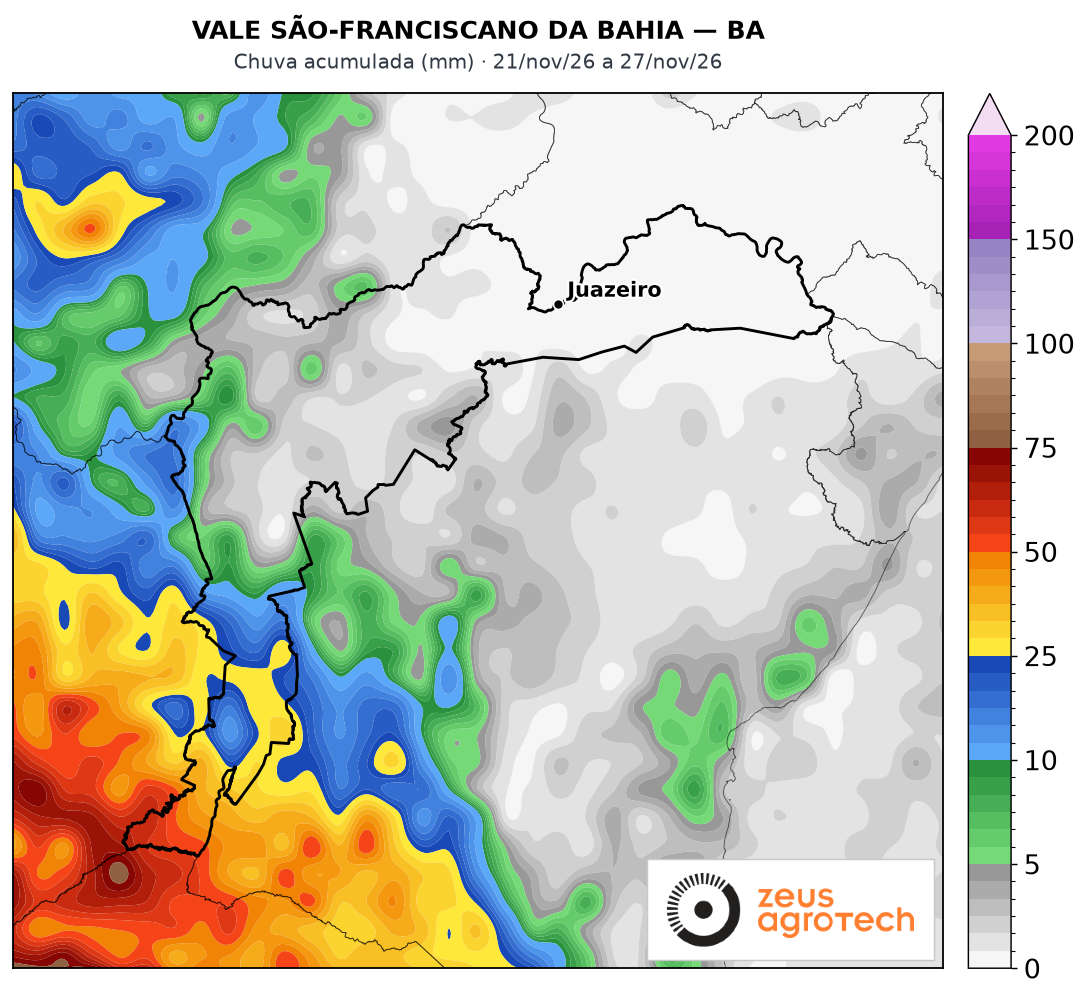 VALE SÃO-FRANCISCANO DA BAHIA — BA
Chuva acumulada (mm) · 21/nov/26 a 27/nov/26
Juazeiro
200
150
100
75
50
25
10
5
0
zeus
agrotech